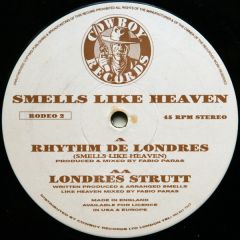 COWBOY
RECORDS
SMELLS LIKE HEAVEN
RODEO 2
45 RPM STEREO
A
RHYTHM DE LONDRES
(SMELLS LIKE HEAVEN)
PRODUCED & MIXED BY FABIO PARAS
AA
LONDRES STRUTT
WRITTEN PRODUCED & ARRANGED SMELLS
LIKE HEAVEN MIXED BY FABIO PARAS
MADE IN ENGLAND
AVAILABLE FOR LICENCE
IN USA & EUROPE